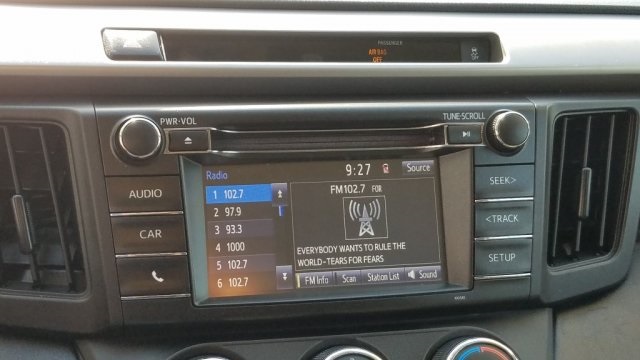 PASSENGER
AIR BAG
OFF
PWR•VOL
TUNE•SCROLL
AUDIO
CAR
SEEK>
<TRACK
SETUP
Radio
9:27
Source
1 102.7
2 97.9
3 93.3
4 1000
5 102.7
6 102.7
FM102.7 FOR
EVERYBODY WANTS TO RULE THE
WORLD-TEARS FOR FEARS
FM Info
Scan
Station List
Sound